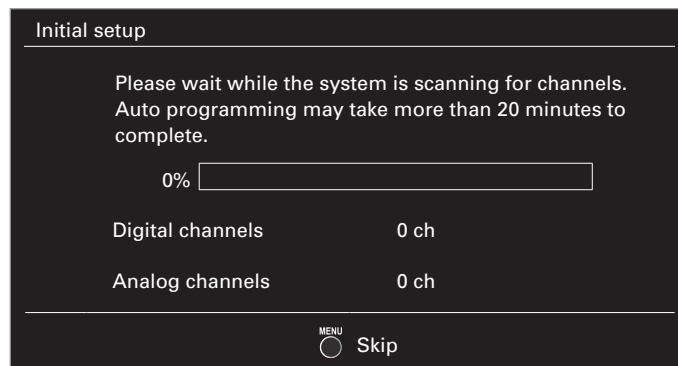 Initial setup
Please wait while the system is scanning for channels.
Auto programming may take more than 20 minutes to
complete.
0%
Digital channels 0 ch
Analog channels 0 ch
MENU Skip